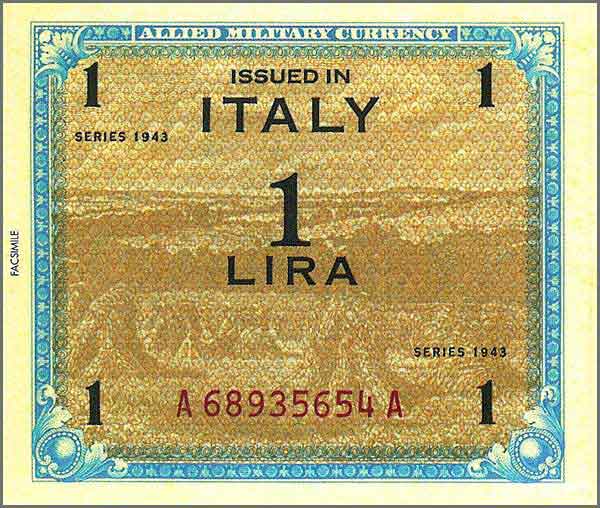 ALLIED MILITARY CURRENCY
1 ISSUED IN 1
ITALY
SERIES 1943
1
LIRA
FACSIMILE
SERIES 1943
1 A 68935654 A 1